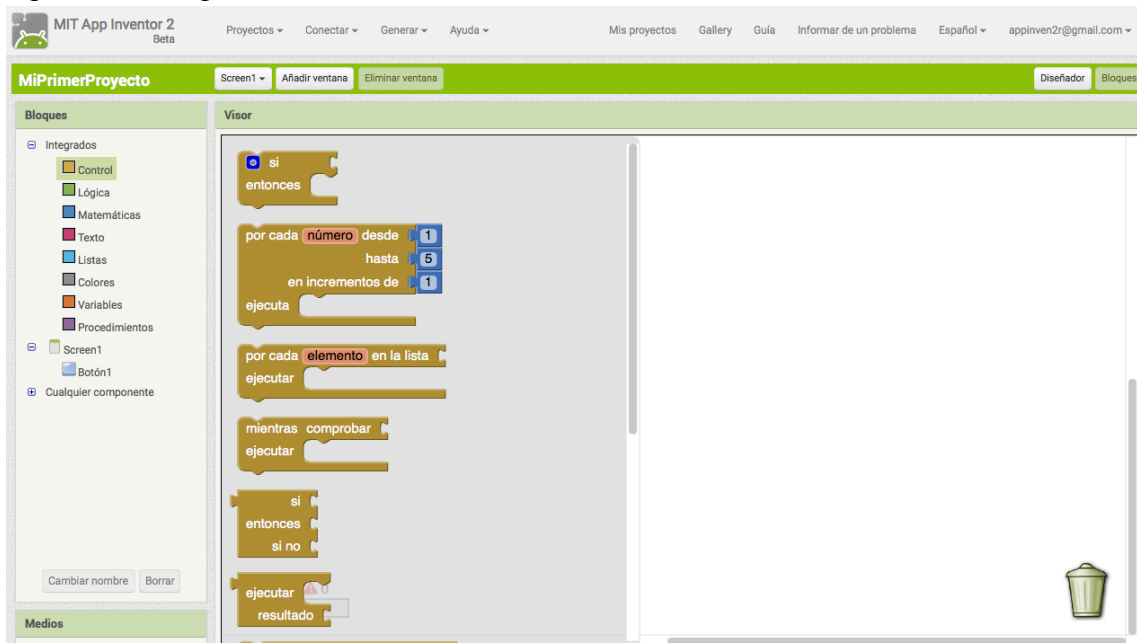 MIT App Inventor 2
Beta
Proyectos Conectar Generar Ayuda Mis proyectos Gallery Guía Informar de un problema Español appinven2r@gmail.com
MiPrimerProyecto Screen1 Añadir ventana Eliminar ventana Diseñador Bloques
Bloques
Visor
Integrados
Control
Lógica
Matemáticas
Texto
Listas
Colores
Variables
Procedimientos
Screen1
Botón1
Cualquier componente
Cambiar nombre Borrar
Medios
si
entonces
por cada número desde 1
hasta 5
en incrementos de 1
ejecuta
por cada elemento en la lista
ejecutar
mientras comprobar
ejecutar
si
entonces
si no
ejecutar 0
resultado